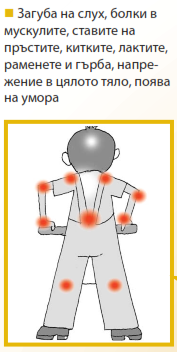 Загуба на слух, болки в
мускулите, ставите на
пръстите, китките, лактите,
раменете и гърба, напре-
жение в цялото тяло, поява
на умора